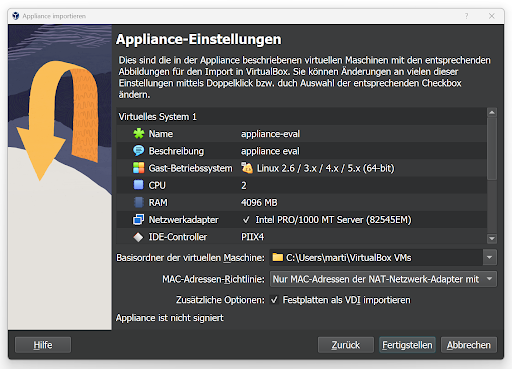 Appliance importieren
Appliance-Einstellungen
Dies sind die in der Appliance beschriebenen virtuellen Maschinen mit den entsprechenden
Abbildungen für den Import in VirtualBox. Sie können Änderungen an vielen dieser
Einstellungen mittels Doppelklick bzw. duch Auswahl der entsprechenden Checkbox
ändern.
Virtuelles System 1
Name appliance-eval
Beschreibung appliance eval
Gast-Betriebssystem Linux 2.6 / 3.x / 4.x / 5.x (64-bit)
CPU 2
RAM 4096 MB
Netzwerkadapter ✓ Intel PRO/1000 MT Server (82545EM)
IDE-Controller PIIX4
Basisordner der virtuellen Maschine: C:\Users\marti\VirtualBox VMs
MAC-Adressen-Richtlinie: Nur MAC-Adressen der NAT-Netzwerk-Adapter mit
Zusätzliche Optionen: ✓ Festplatten als VDI importieren
Appliance ist nicht signiert
Hilfe Zurück Fertigstellen Abbrechen